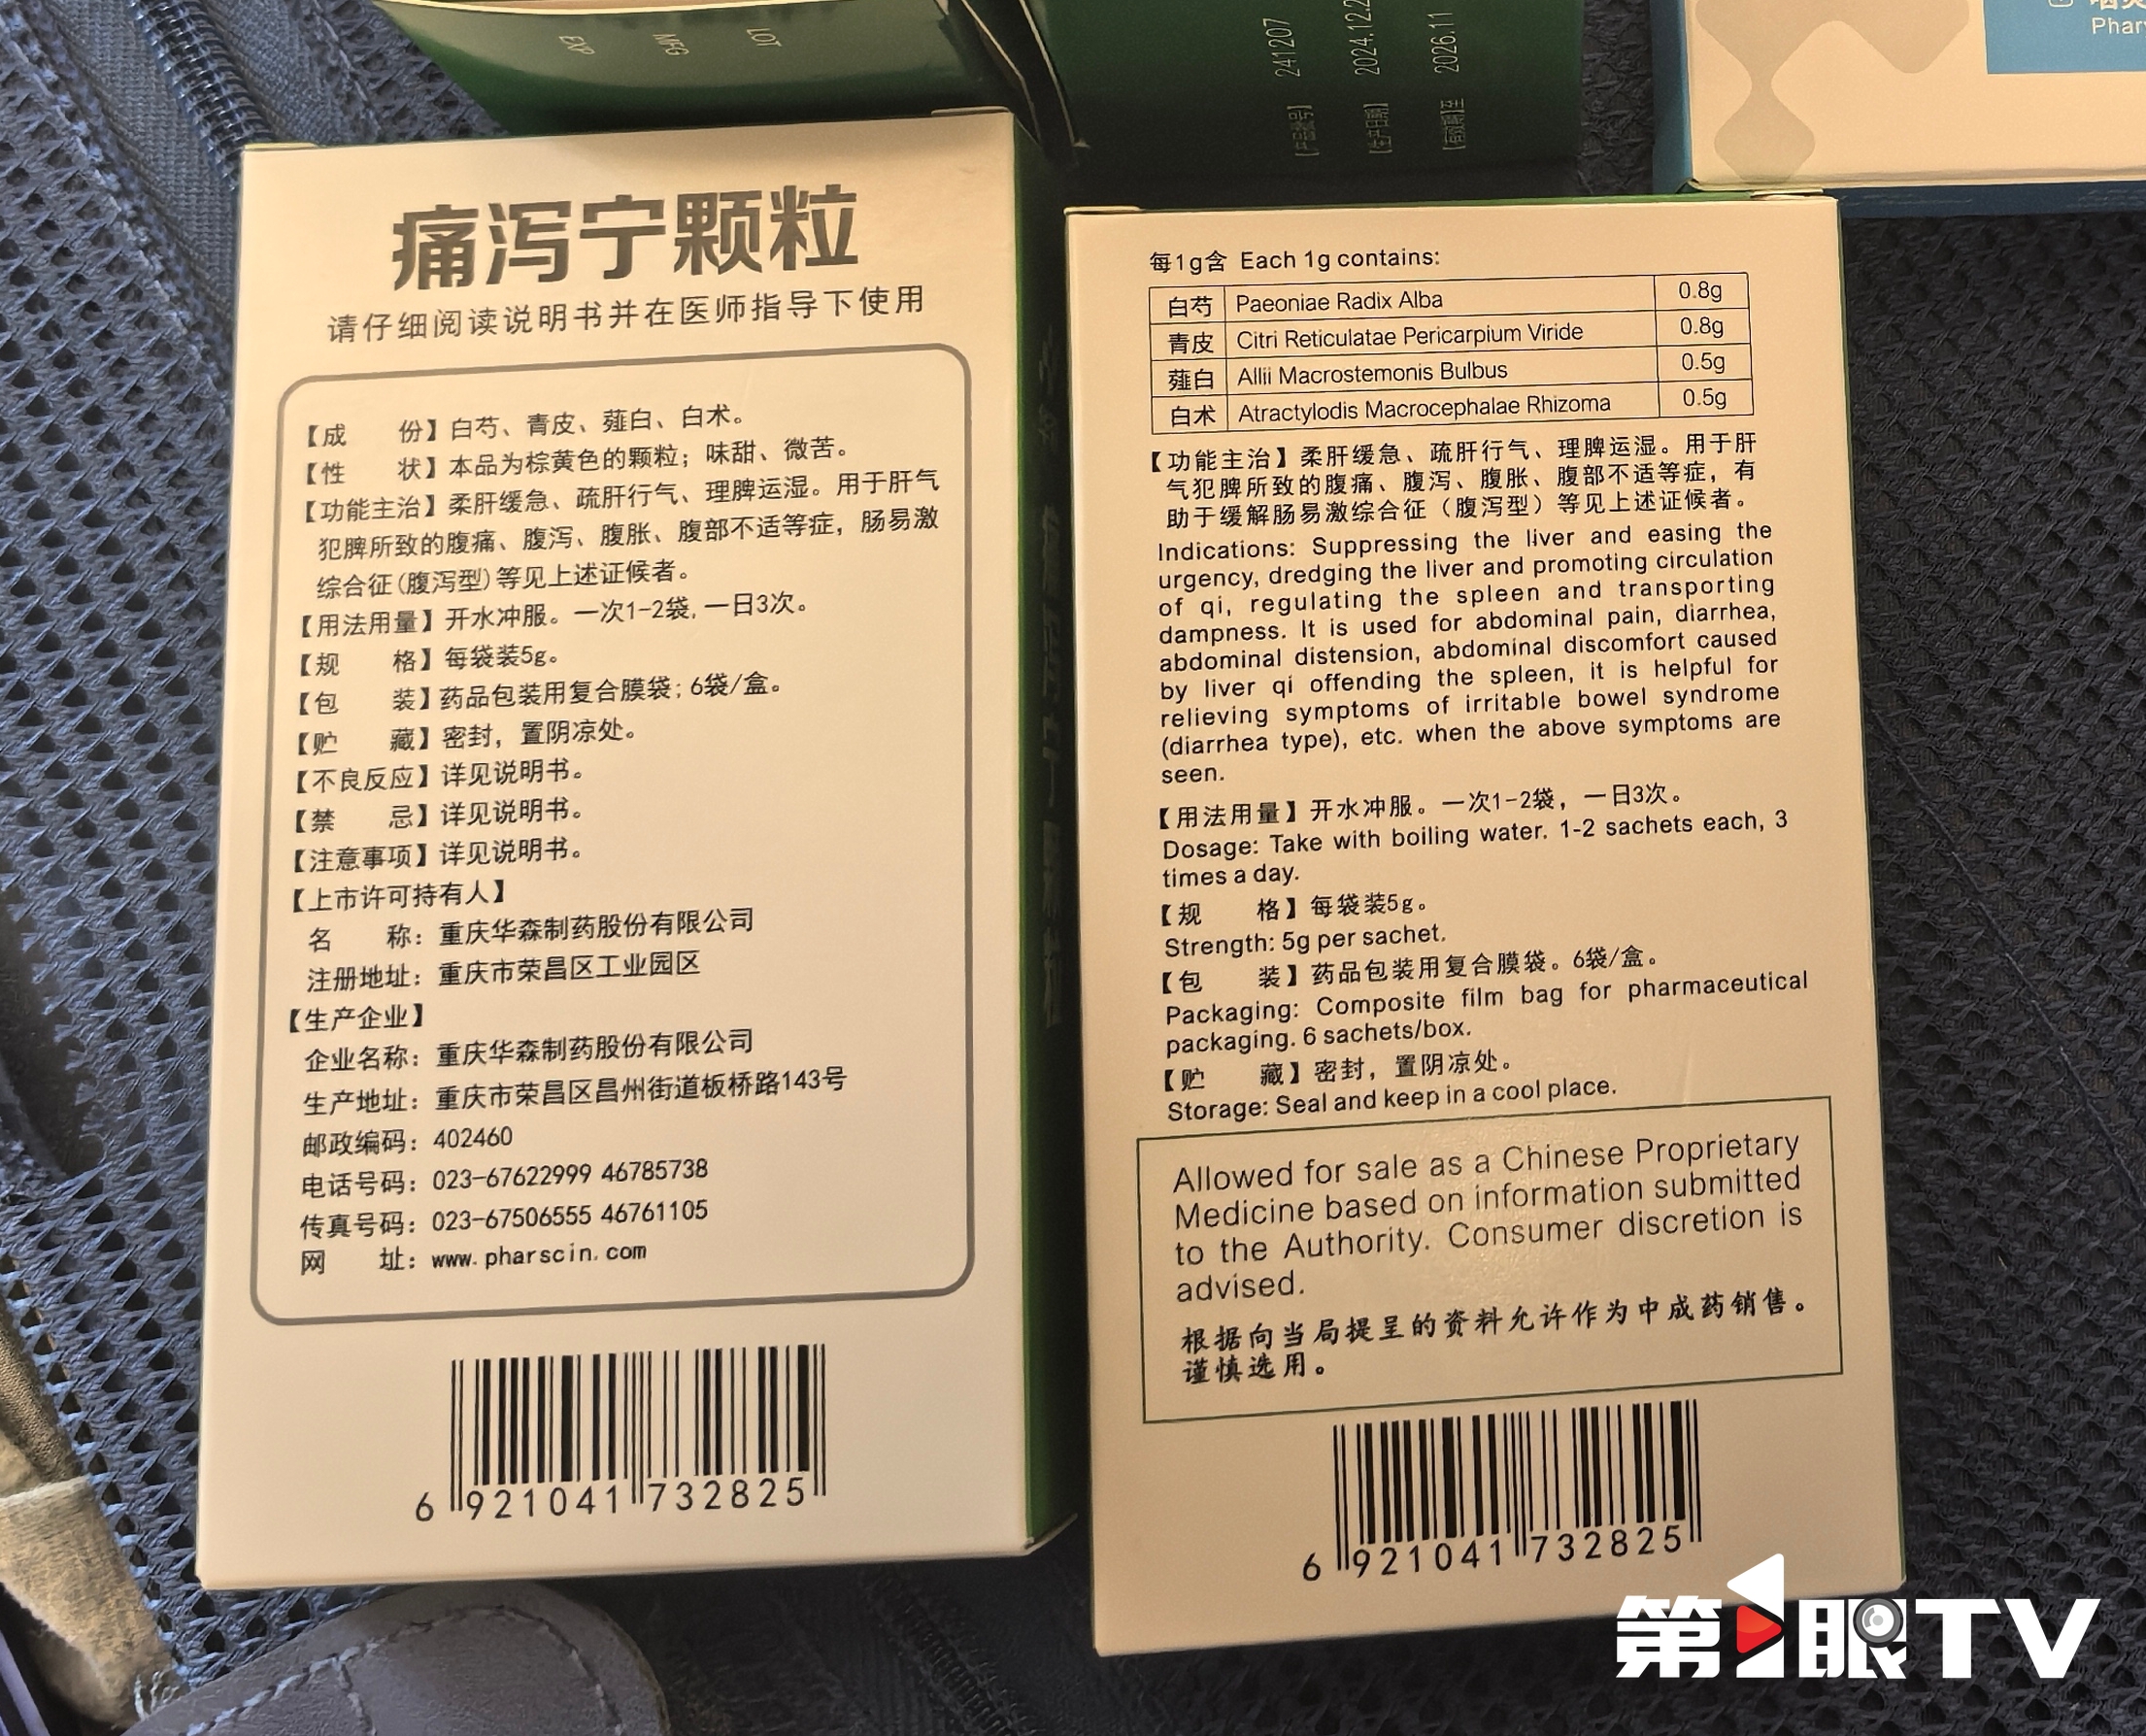 EXP
MFG
LOT
【产品批号】 241207
【生产日期】 2024.12.2
【有效期】至 2026.11
Phar
痛泻宁颗粒
请仔细阅读说明书并在医师指导下使用
【成 份】白芍、青皮、薤白、白术。
【性 状】本品为棕黄色的颗粒；味甜、微苦。
【功能主治】柔肝缓急、疏肝行气、理脾运湿。用于肝气
犯脾所致的腹痛、腹泻、腹胀、腹部不适等症，肠易激
综合征(腹泻型)等见上述证候者。
【用法用量】开水冲服。一次1-2袋,一日3次。
【规 格】每袋装5g。
【包 装】药品包装用复合膜袋；6袋/盒。
【贮 藏】密封，置阴凉处。
【不良反应】详见说明书。
【禁 忌】详见说明书。
【注意事项】详见说明书。
【上市许可持有人】
名 称：重庆华森制药股份有限公司
注册地址：重庆市荣昌区工业园区
【生产企业】
企业名称：重庆华森制药股份有限公司
生产地址：重庆市荣昌区昌州街道板桥路143号
邮政编码：402460
电话号码：023-67622999 46785738
传真号码：023-67506555 46761105
网 址：www.pharscin.com
6 921041 732825
每1g含 Each 1g contains:
白芍 Paeoniae Radix Alba 0.8g
青皮 Citri Reticulatae Pericarpium Viride 0.8g
薤白 Allii Macrostemonis Bulbus 0.5g
白术 Atractylodis Macrocephalae Rhizoma 0.5g
【功能主治】柔肝缓急、疏肝行气、理脾运湿。用于肝
气犯脾所致的腹痛、腹泻、腹胀、腹部不适等症，有
助于缓解肠易激综合征（腹泻型）等见上述证候者。
Indications: Suppressing the liver and easing the
urgency, dredging the liver and promoting circulation
of qi, regulating the spleen and transporting
dampness. It is used for abdominal pain, diarrhea,
abdominal distension, abdominal discomfort caused
by liver qi offending the spleen, it is helpful for
relieving symptoms of irritable bowel syndrome
(diarrhea type), etc. when the above symptoms are
seen.
【用法用量】开水冲服。一次1-2袋，一日3次。
Dosage: Take with boiling water. 1-2 sachets each, 3
times a day.
【规 格】每袋装5g。
Strength: 5g per sachet.
【包 装】药品包装用复合膜袋。6袋/盒。
Packaging: Composite film bag for pharmaceutical
packaging. 6 sachets/box.
【贮 藏】密封，置阴凉处。
Storage: Seal and keep in a cool place.
Allowed for sale as a Chinese Proprietary
Medicine based on information submitted
to the Authority. Consumer discretion is
advised.
根据向当局提呈的资料允许作为中成药销售。
谨慎选用。
6 921041 732825
第1眼TV